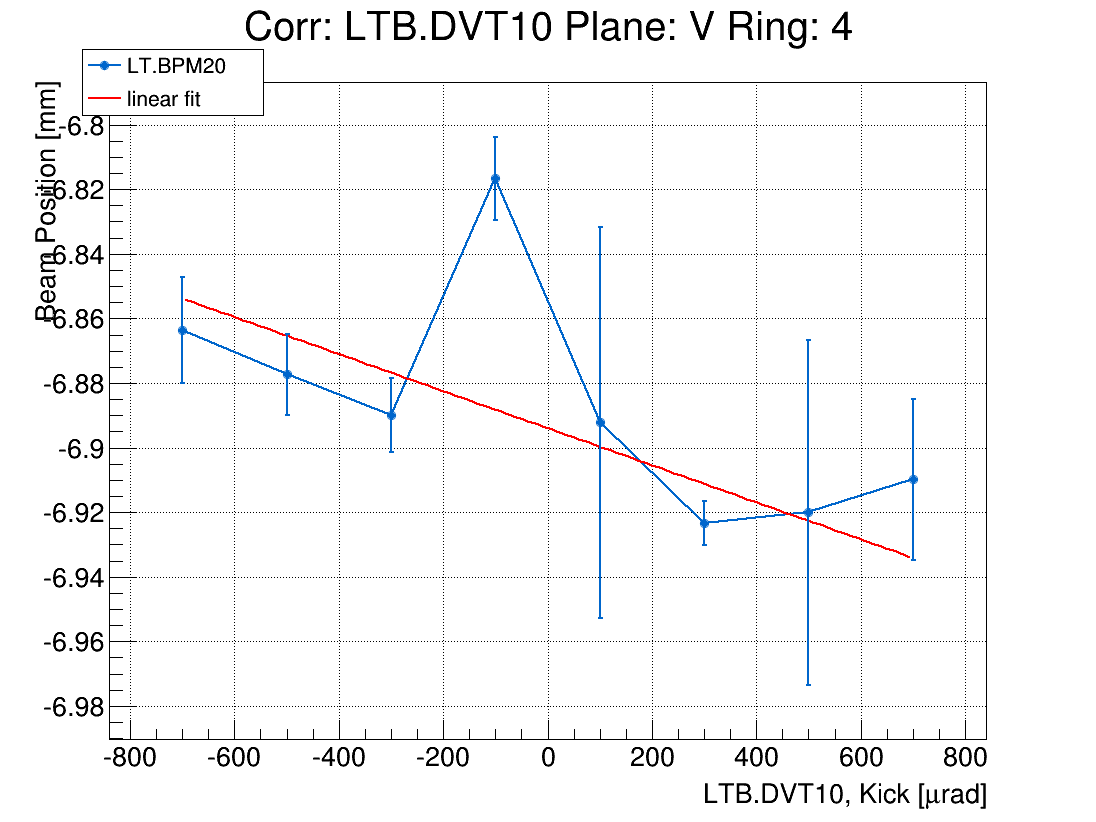 Corr: LTB.DVT10 Plane: V Ring: 4
LT.BPM20
linear fit
Beam Position [mm]
-6.8
-6.82
-6.84
-6.86
-6.88
-6.9
-6.92
-6.94
-6.96
-6.98
-800 -600 -400 -200 0 200 400 600 800
LTB.DVT10, Kick [μrad]